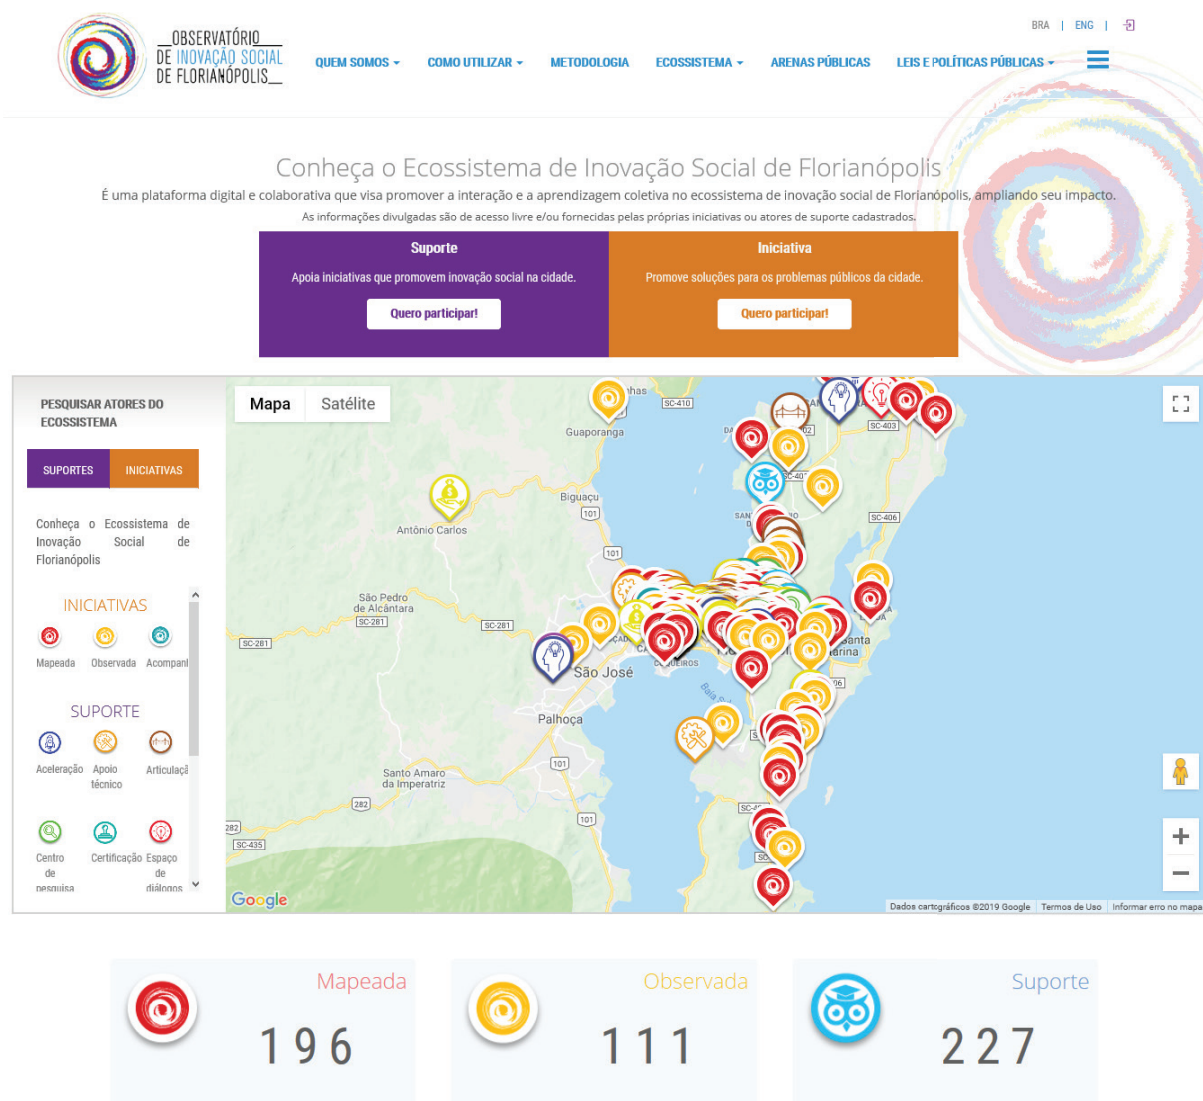 OBSERVATÓRIO
DE INOVAÇÃO SOCIAL
DE FLORIANÓPOLIS
BRA | ENG |
QUEM SOMOS
COMO UTILIZAR
METODOLOGIA
ECOSSISTEMA
ARENAS PÚBLICAS
LEIS E POLÍTICAS PÚBLICAS
Conheça o Ecossistema de Inovação Social de Florianópolis
É uma plataforma digital e colaborativa que visa promover a interação e a aprendizagem coletiva no ecossistema de inovação social de Florianópolis, ampliando seu impacto.
As informações divulgadas são de acesso livre e/ou fornecidas pelas próprias iniciativas ou atores de suporte cadastrados.
Suporte
Apoia iniciativas que promovem inovação social na cidade.
Quero participar!
Iniciativa
Promove soluções para os problemas públicos da cidade.
Quero participar!
PESQUISAR ATORES DO
ECOSSISTEMA
SUPORTES
INICIATIVAS
Conheça o Ecossistema de
Inovação Social de
Florianópolis
INICIATIVAS
Mapeada
Observada
Acompanh
SUPORTE
Aceleração
Apoio
técnico
Articulaçã
Centro
de
pesquisa
Certificação
Espaço
de
diálogos
Mapa
Satélite
SC-410
Guaporanga
SC-403
Biguaçu
101
Antônio Carlos
SC-406
101
São Pedro
de Alcântara
SC-281
SC-281
SC-281
São José
Palhoça
101
Santo Amaro
da Imperatriz
282
282
SC-435
101
Google
Dados cartográficos ©2019 Google
Termos de Uso
Informar erro no mapa
Mapeada
196
Observada
111
Suporte
227